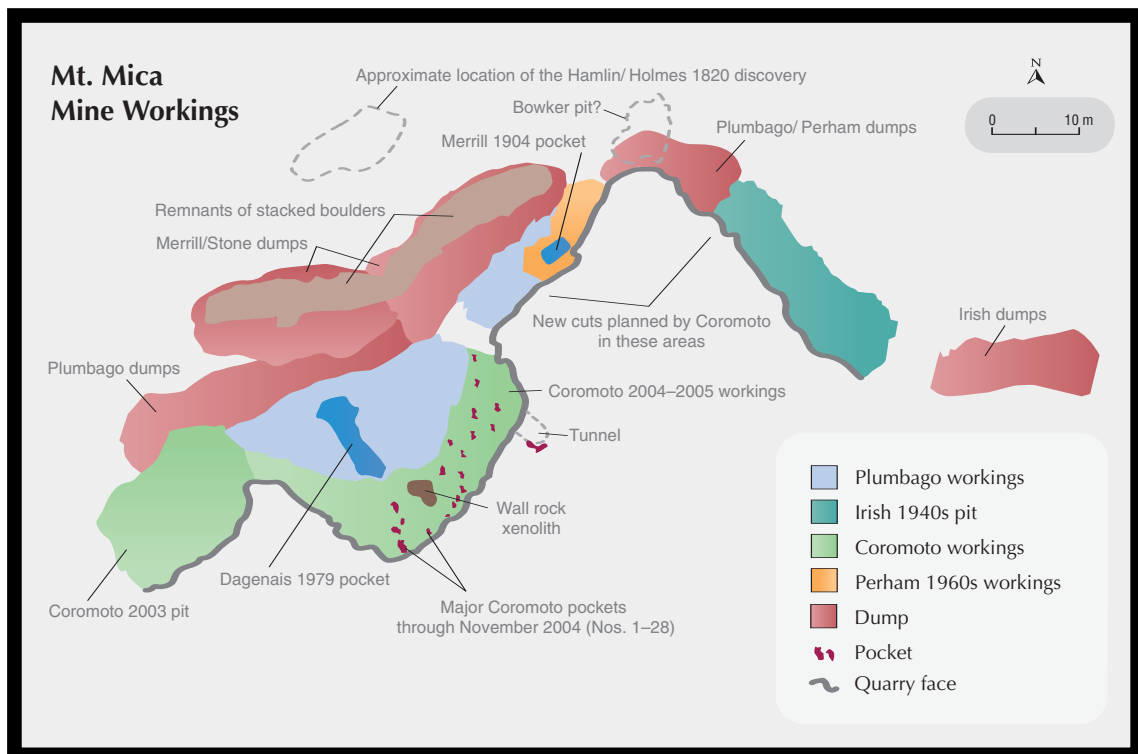 Mt. Mica
Mine Workings
Approximate location of the Hamlin/Holmes 1820 discovery
Bowker pit?
Merrill 1904 pocket
Plumbago/Perham dumps
N
0 10 m
Remnants of stacked boulders
Merrill/Stone dumps
New cuts planned by Coromoto
in these areas
Irish dumps
Plumbago dumps
Coromoto 2004–2005 workings
Tunnel
Wall rock
xenolith
Dagenais 1979 pocket
Coromoto 2003 pit
Major Coromoto pockets
through November 2004 (Nos. 1–28)
Plumbago workings
Irish 1940s pit
Coromoto workings
Perham 1960s workings
Dump
Pocket
Quarry face